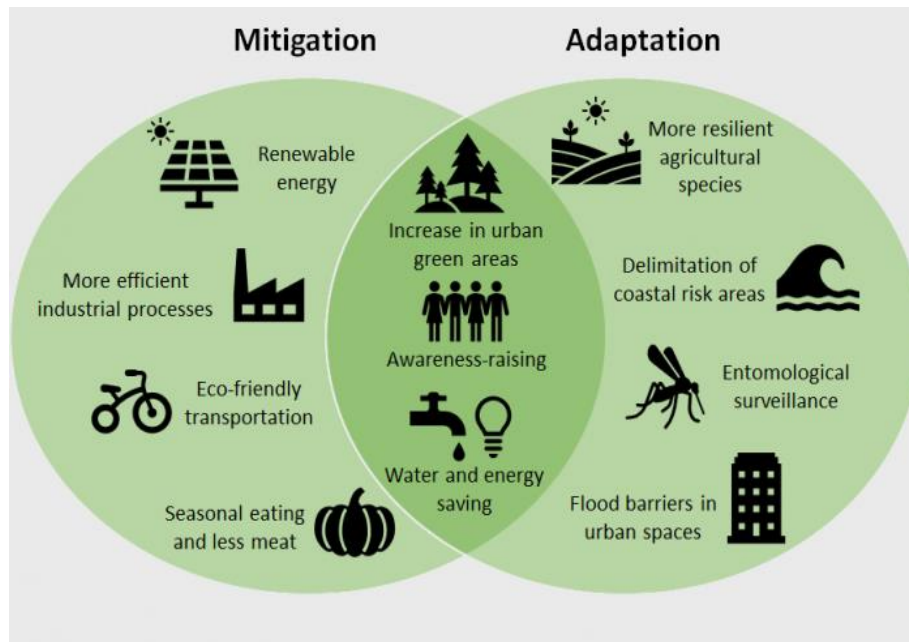 Mitigation
Adaptation
Renewable
energy
More efficient
industrial processes
Eco-friendly
transportation
Seasonal eating
and less meat
Increase in urban
green areas
Awareness-raising
Water and energy
saving
More resilient
agricultural
species
Delimitation of
coastal risk areas
Entomological
surveillance
Flood barriers in
urban spaces